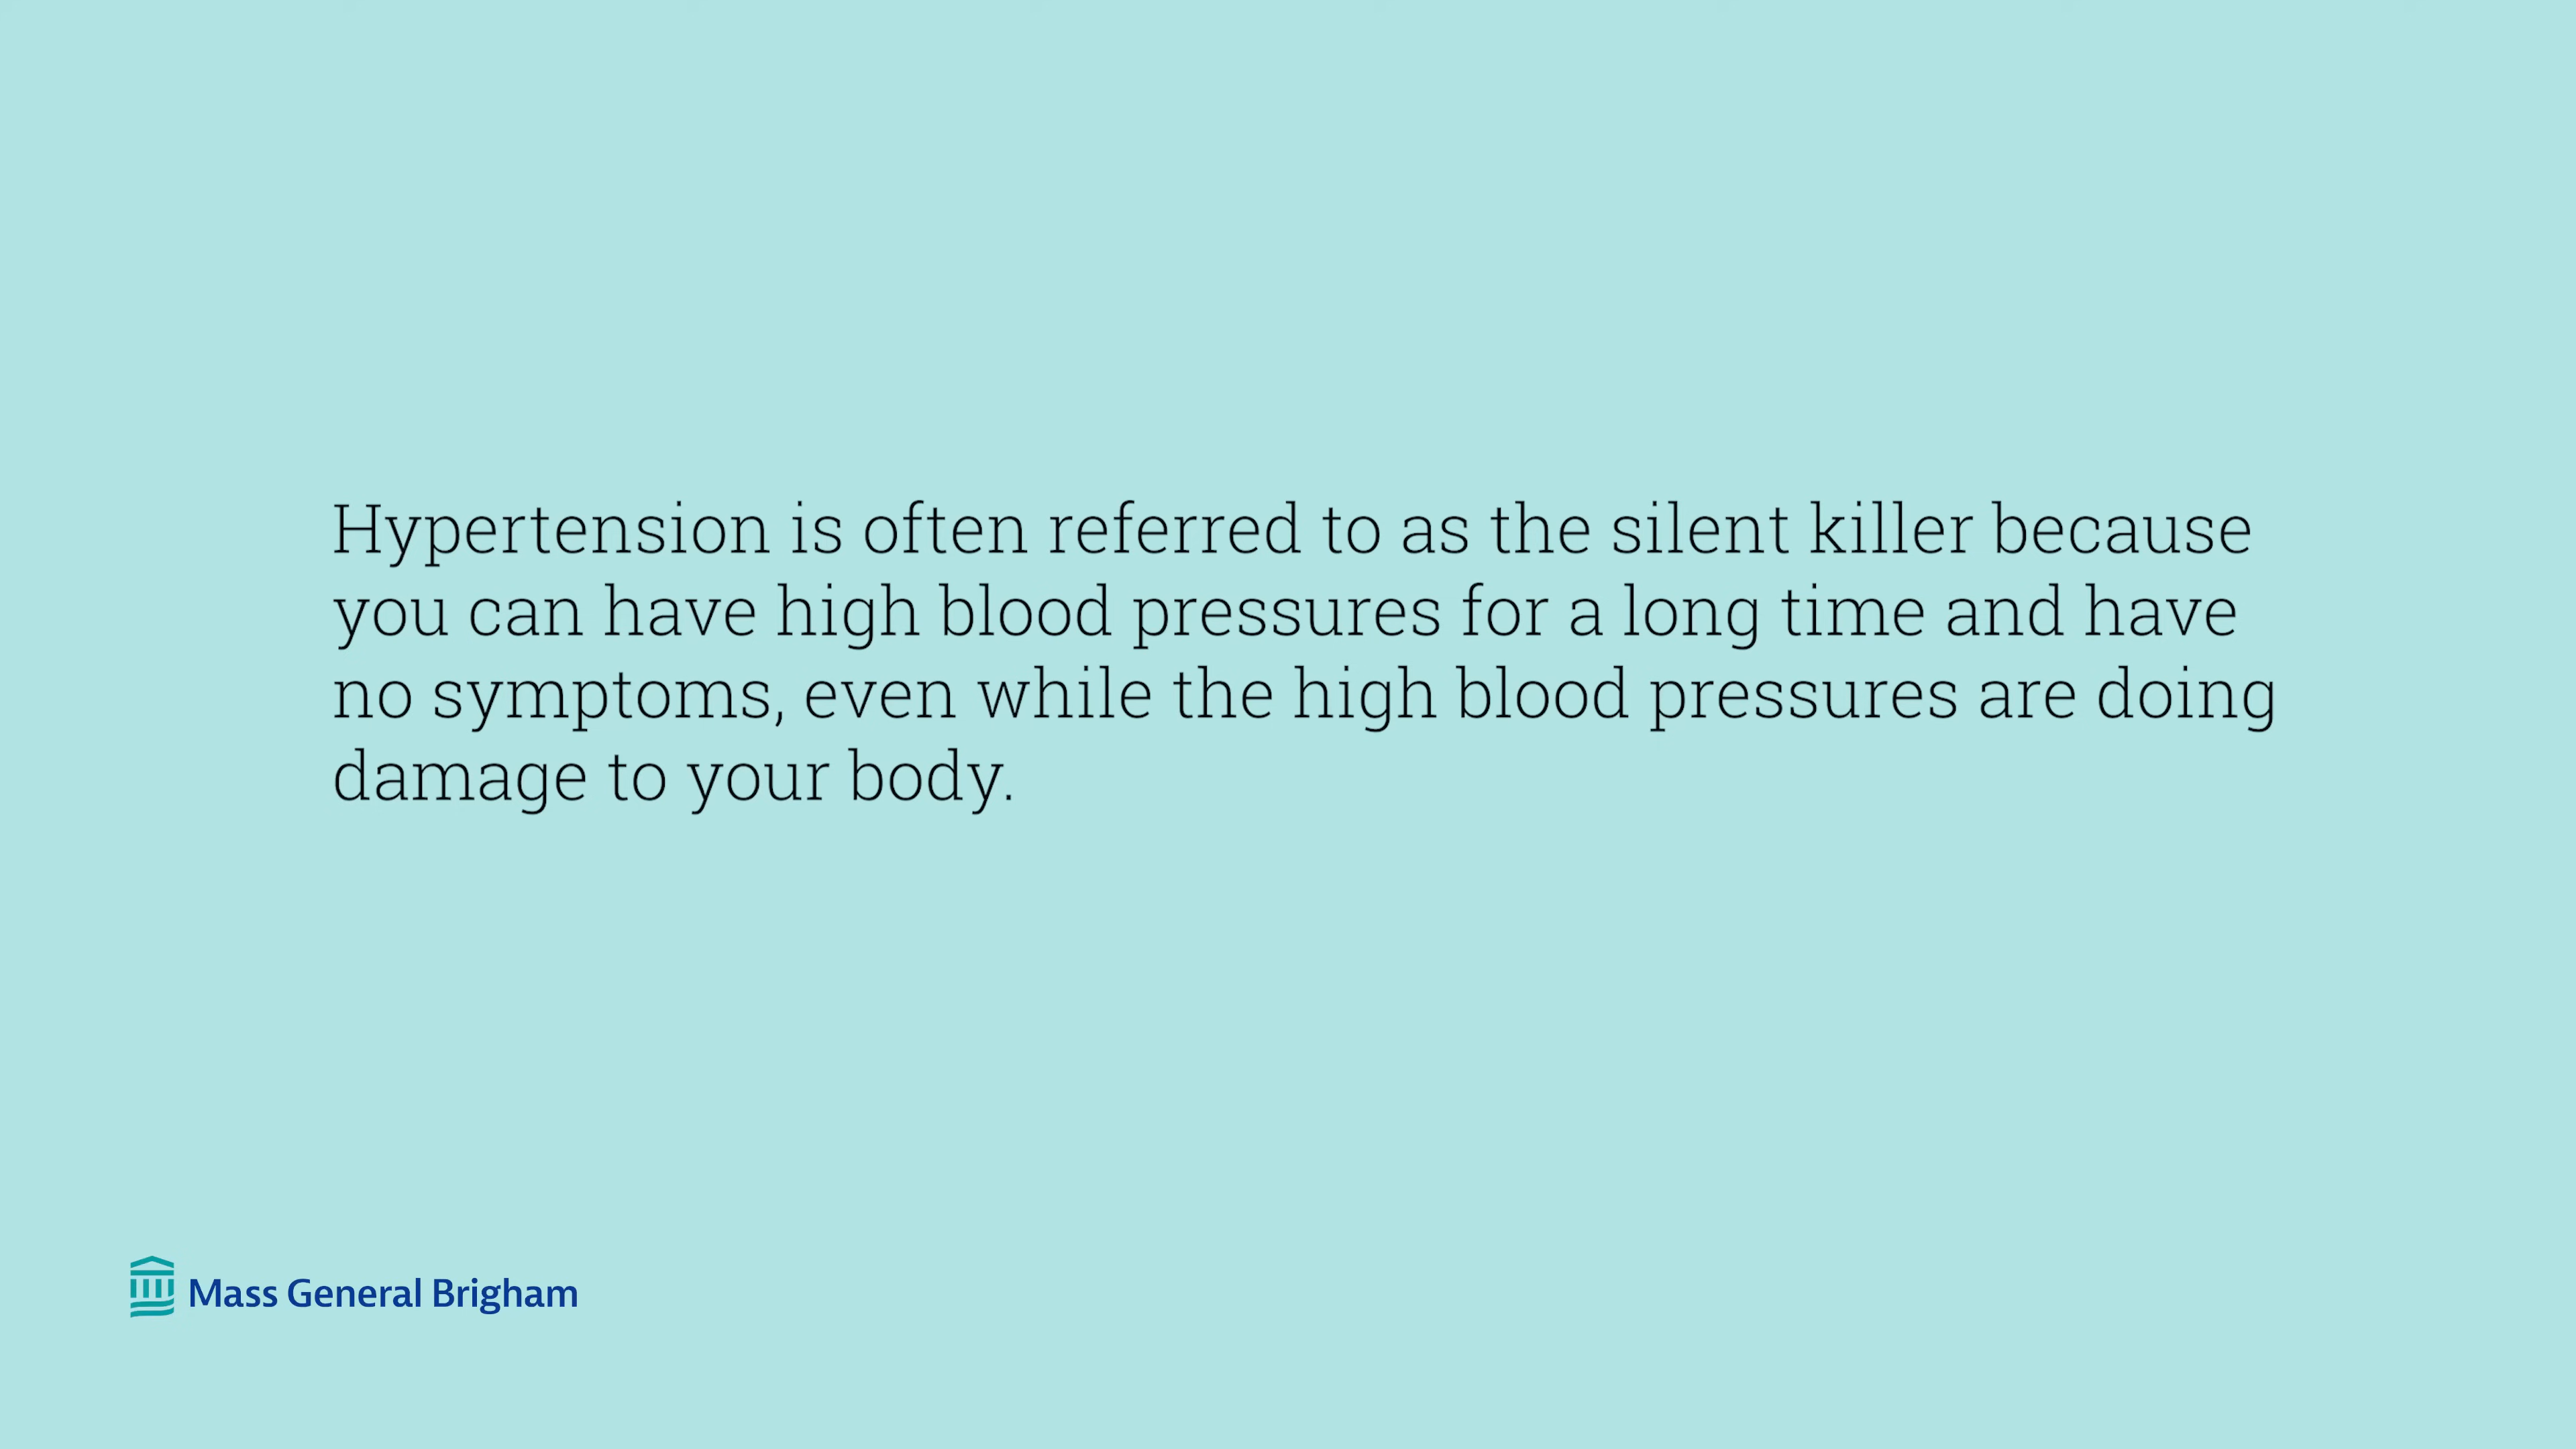 Hypertension is often referred to as the silent killer because
you can have high blood pressures for a long time and have
no symptoms, even while the high blood pressures are doing
damage to your body.
Mass General Brigham